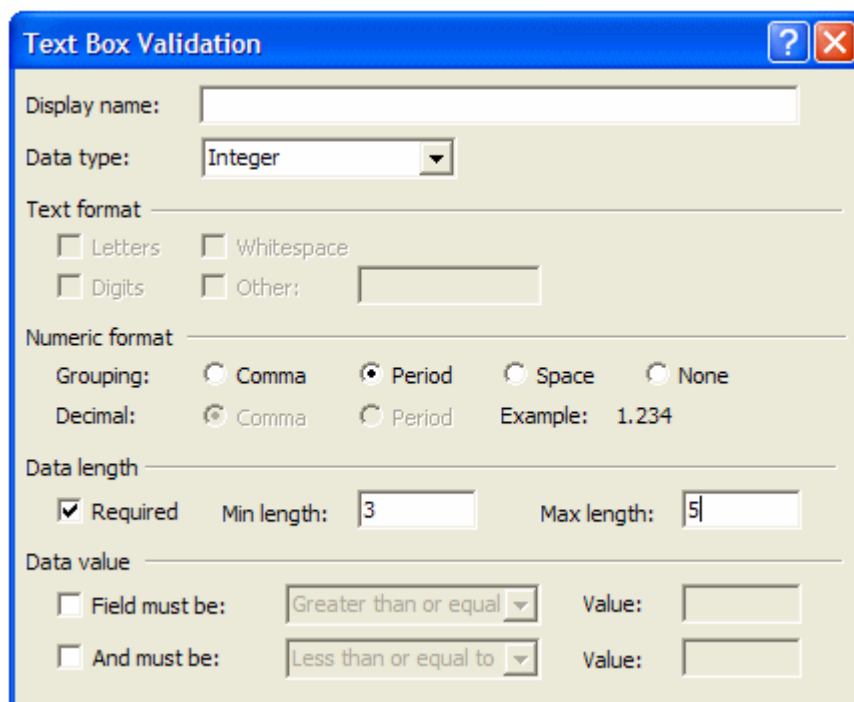 Text Box Validation ?
Display name:
Data type: Integer
Text format
Letters Whitespace
Digits Other:
Numeric format
Grouping: Comma Period Space None
Decimal: Comma Period Example: 1.234
Data length
Required Min length: 3 Max length: 5
Data value
Field must be: Greater than or equal Value:
And must be: Less than or equal to Value: